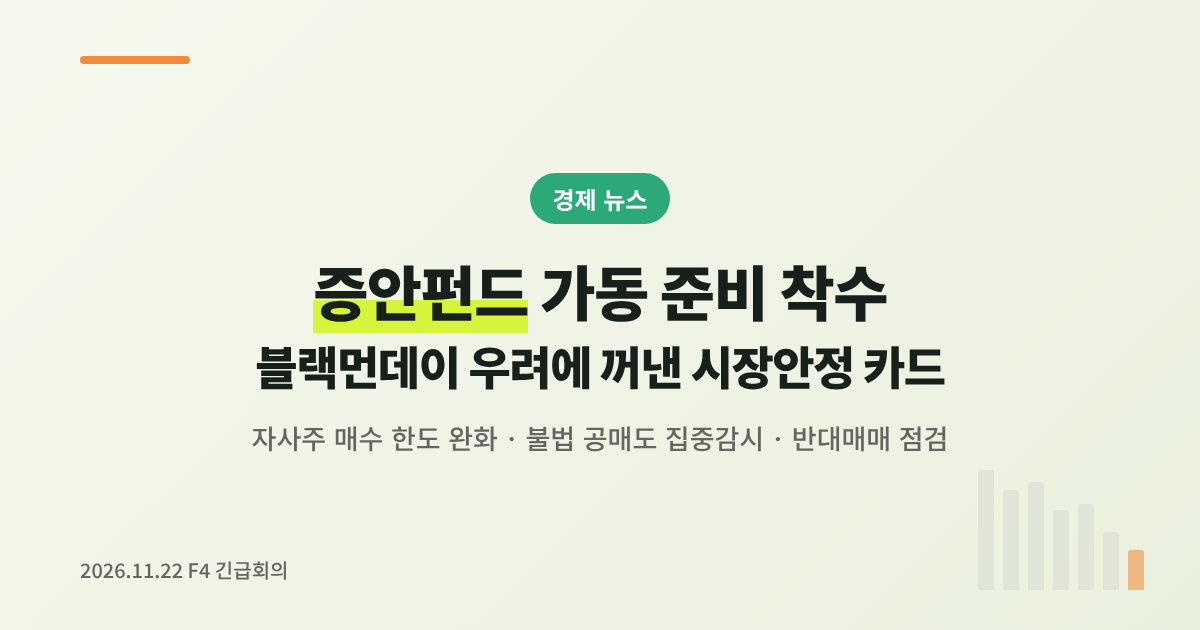 경제 뉴스
증안펀드 가동 준비 착수
블랙먼데이 우려에 꺼낸 시장안정 카드
자사주 매수 한도 완화 · 불법 공매도 집중감시 · 반대매매 점검
2026.11.22 F4 긴급회의